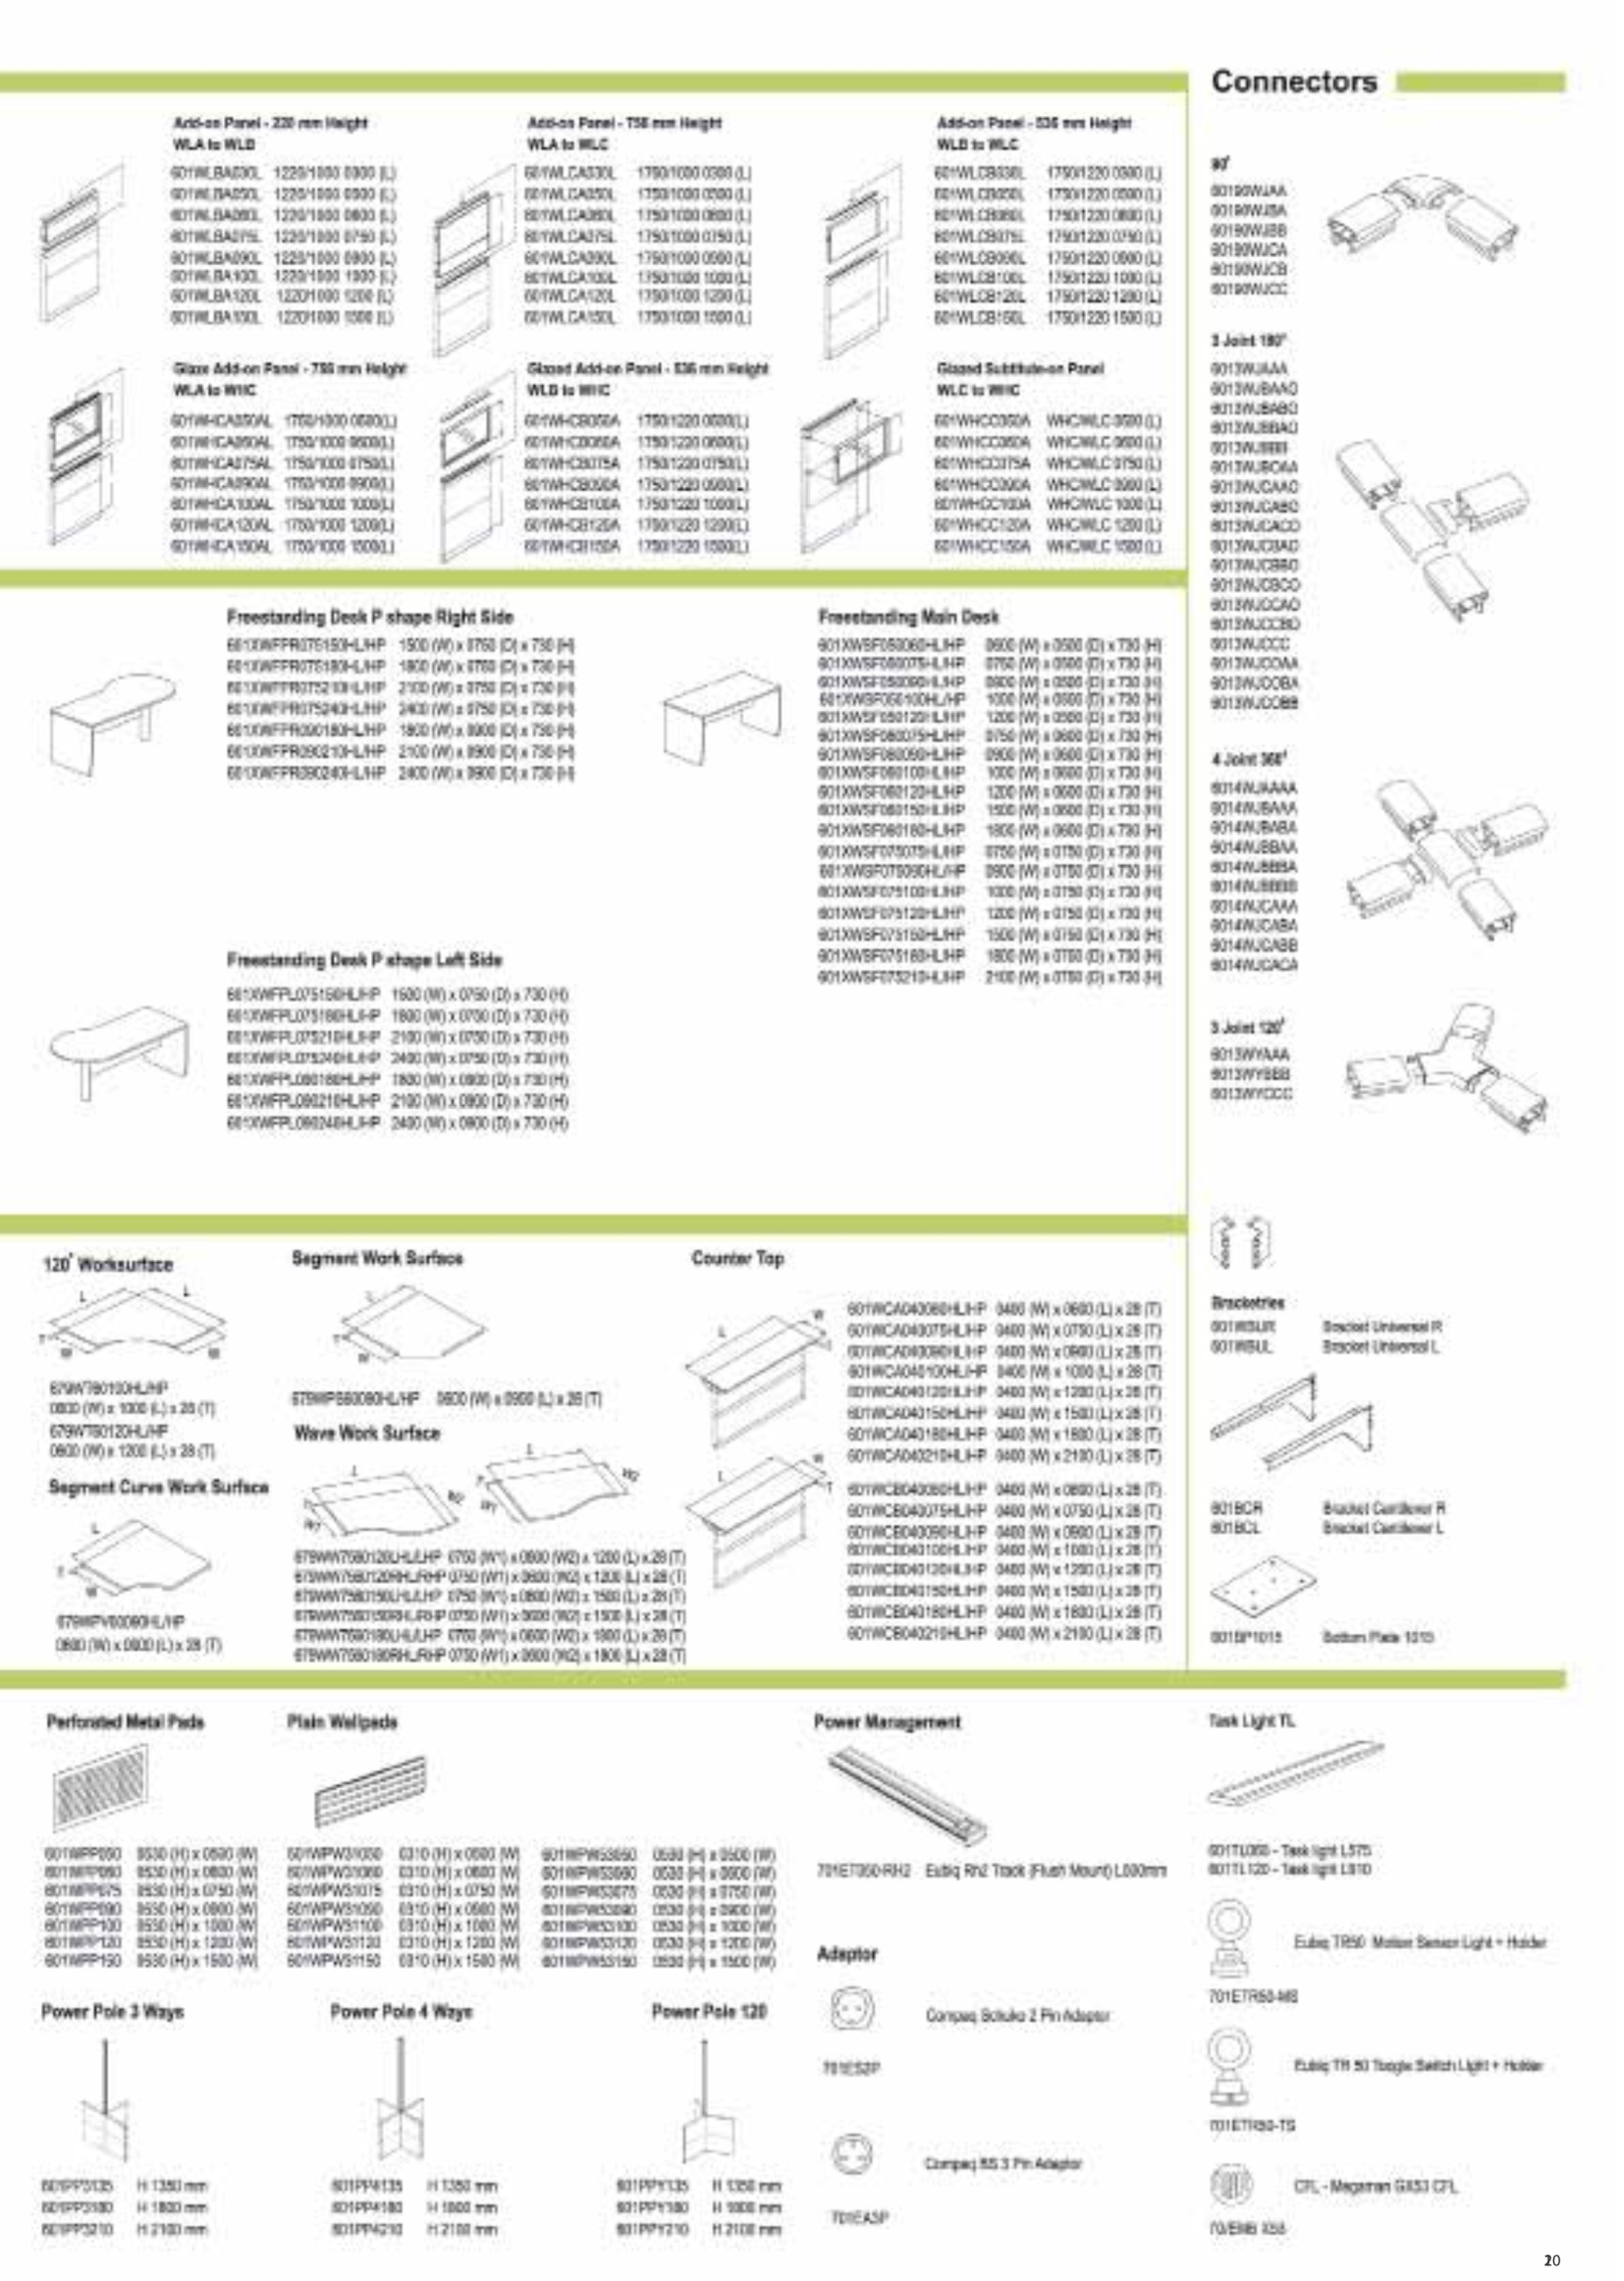 Connectors
Add-on Panel - 220 mm Height
WLA to WLB
601WLBA030L 1220/1000 0300 (L)
601WLBA050L 1220/1000 0500 (L)
601WLBA060L 1220/1000 0600 (L)
601WLBA075L 1220/1000 0750 (L)
601WLBA090L 1220/1000 0900 (L)
601WLBA100L 1220/1000 1000 (L)
601WLBA120L 1220/1000 1200 (L)
601WLBA150L 1220/1000 1500 (L)
Add-on Panel - 756 mm Height
WLA to WLC
601WLCA030L 1750/1000 0300 (L)
601WLCA050L 1750/1000 0500 (L)
601WLCA060L 1750/1000 0600 (L)
601WLCA075L 1750/1000 0750 (L)
601WLCA090L 1750/1000 0900 (L)
601WLCA100L 1750/1000 1000 (L)
601WLCA120L 1750/1000 1200 (L)
601WLCA150L 1750/1000 1500 (L)
Add-on Panel - 536 mm Height
WLB to WLC
601WLCB030L 1750/1220 0300 (L)
601WLCB050L 1750/1220 0500 (L)
601WLCB060L 1750/1220 0600 (L)
601WLCB075L 1750/1220 0750 (L)
601WLCB090L 1750/1220 0900 (L)
601WLCB100L 1750/1220 1000 (L)
601WLCB120L 1750/1220 1200 (L)
601WLCB150L 1750/1220 1500 (L)
Glaze Add-on Panel - 756 mm Height
WLA to WHC
601WHCA050AL 1750/1000 0500(L)
601WHCA060AL 1750/1000 0600(L)
601WHCA075AL 1750/1000 0750(L)
601WHCA090AL 1750/1000 0900(L)
601WHCA100AL 1750/1000 1000(L)
601WHCA120AL 1750/1000 1200(L)
601WHCA150AL 1750/1000 1500(L)
Glazed Add-on Panel - 536 mm Height
WLB to WHC
601WHCB050A 1750/1220 0500(L)
601WHCB060A 1750/1220 0600(L)
601WHCB075A 1750/1220 0750(L)
601WHCB090A 1750/1220 0900(L)
601WHCB100A 1750/1220 1000(L)
601WHCB120A 1750/1220 1200(L)
601WHCB150A 1750/1220 1500(L)
Glazed Subtitute-on Panel
WLC to WHC
601WHCC050A WHC/WLC 0500 (L)
601WHCC060A WHC/WLC 0600 (L)
601WHCC075A WHC/WLC 0750 (L)
601WHCC090A WHC/WLC 0900 (L)
601WHCC100A WHC/WLC 1000 (L)
601WHCC120A WHC/WLC 1200 (L)
601WHCC150A WHC/WLC 1500 (L)
Freestanding Desk P shape Right Side
601XWFPR075150HL/HP 1500 (W) x 0750 (D) x 730 (H)
601XWFPR075180HL/HP 1800 (W) x 0750 (D) x 730 (H)
601XWFPR075210HL/HP 2100 (W) x 0750 (D) x 730 (H)
601XWFPR075240HL/HP 2400 (W) x 0750 (D) x 730 (H)
601XWFPR090180HL/HP 1800 (W) x 0900 (D) x 730 (H)
601XWFPR090210HL/HP 2100 (W) x 0900 (D) x 730 (H)
601XWFPR090240HL/HP 2400 (W) x 0900 (D) x 730 (H)
Freestanding Desk P shape Left Side
601XWFPL075150HL/HP 1500 (W) x 0750 (D) x 730 (H)
601XWFPL075180HL/HP 1800 (W) x 0750 (D) x 730 (H)
601XWFPL075210HL/HP 2100 (W) x 0750 (D) x 730 (H)
601XWFPL075240HL/HP 2400 (W) x 0750 (D) x 730 (H)
601XWFPL090180HL/HP 1800 (W) x 0900 (D) x 730 (H)
601XWFPL090210HL/HP 2100 (W) x 0900 (D) x 730 (H)
601XWFPL090240HL/HP 2400 (W) x 0900 (D) x 730 (H)
Freestanding Main Desk
601XWSF050060HL/HP 0600 (W) x 0500 (D) x 730 (H)
601XWSF050075HL/HP 0750 (W) x 0500 (D) x 730 (H)
601XWSF050090HL/HP 0900 (W) x 0500 (D) x 730 (H)
601XWSF050100HL/HP 1000 (W) x 0500 (D) x 730 (H)
601XWSF050120HL/HP 1200 (W) x 0500 (D) x 730 (H)
601XWSF060075HL/HP 0750 (W) x 0600 (D) x 730 (H)
601XWSF060090HL/HP 0900 (W) x 0600 (D) x 730 (H)
601XWSF060100HL/HP 1000 (W) x 0600 (D) x 730 (H)
601XWSF060120HL/HP 1200 (W) x 0600 (D) x 730 (H)
601XWSF060150HL/HP 1500 (W) x 0600 (D) x 730 (H)
601XWSF060180HL/HP 1800 (W) x 0600 (D) x 730 (H)
601XWSF075075HL/HP 0750 (W) x 0750 (D) x 730 (H)
601XWSF075090HL/HP 0900 (W) x 0750 (D) x 730 (H)
601XWSF075100HL/HP 1000 (W) x 0750 (D) x 730 (H)
601XWSF075120HL/HP 1200 (W) x 0750 (D) x 730 (H)
601XWSF075150HL/HP 1500 (W) x 0750 (D) x 730 (H)
601XWSF075180HL/HP 1800 (W) x 0750 (D) x 730 (H)
601XWSF075210HL/HP 2100 (W) x 0750 (D) x 730 (H)
90°
60190WJAA
60190WJBA
60190WJBB
60190WJCA
60190WJCB
60190WJCC
3 Joint 180°
6013WJAAA
6013WJBAAO
6013WJBABO
6013WJBBAO
6013WJBBB
6013WJBOAA
6013WJCAAO
6013WJCABO
6013WJCACO
6013WJCBAO
6013WJCBBO
6013WJCBCO
6013WJCCAO
6013WJCCBO
6013WJCCC
6013WJCOAA
6013WJCOBA
6013WJCOBB
4 Joint 360°
6014WJAAAA
6014WJBAAA
6014WJBABA
6014WJBBAA
6014WJBBBA
6014WJBBBB
6014WJCAAA
6014WJCABA
6014WJCABB
6014WJCACA
3 Joint 120°
6013WYAAA
6013WYBBB
6013WYCCC
Bracketries
601WBUR Bracket Universal R
601WBUL Bracket Universal L
601BCR Bracket Cantilever R
601BCL Bracket Cantilever L
601BP1015 Bottom Plate 1015
120° Worksurface
L L
T W W
679WT60100HL/HP
0600 (W) x 1000 (L) x 28 (T)
679WT60120HL/HP
0600 (W) x 1200 (L) x 28 (T)
Segment Curve Work Surface
L
T W
679WPV60090HL/HP
0600 (W) x 0900 (L) x 28 (T)
Segment Work Surface
L
T W
679WPS60090HL/HP 0600 (W) x 0900 (L) x 28 (T)
Wave Work Surface
L L
T W1 W2 T W1 W2
679WW7560120LHL/LHP 0750 (W1) x 0600 (W2) x 1200 (L) x 28 (T)
679WW7560120RHL/RHP 0750 (W1) x 0600 (W2) x 1200 (L) x 28 (T)
679WW7560150LHL/LHP 0750 (W1) x 0600 (W2) x 1500 (L) x 28 (T)
679WW7560150RHL/RHP 0750 (W1) x 0600 (W2) x 1500 (L) x 28 (T)
679WW7560180LHL/LHP 0750 (W1) x 0600 (W2) x 1800 (L) x 28 (T)
679WW7560180RHL/RHP 0750 (W1) x 0600 (W2) x 1800 (L) x 28 (T)
Counter Top
L W T
601WCA040060HL/HP 0400 (W) x 0600 (L) x 28 (T)
601WCA040075HL/HP 0400 (W) x 0750 (L) x 28 (T)
601WCA040090HL/HP 0400 (W) x 0900 (L) x 28 (T)
601WCA040100HL/HP 0400 (W) x 1000 (L) x 28 (T)
601WCA040120HL/HP 0400 (W) x 1200 (L) x 28 (T)
601WCA040150HL/HP 0400 (W) x 1500 (L) x 28 (T)
601WCA040180HL/HP 0400 (W) x 1800 (L) x 28 (T)
601WCA040210HL/HP 0400 (W) x 2100 (L) x 28 (T)
L W T
601WCB040060HL/HP 0400 (W) x 0600 (L) x 28 (T)
601WCB040075HL/HP 0400 (W) x 0750 (L) x 28 (T)
601WCB040090HL/HP 0400 (W) x 0900 (L) x 28 (T)
601WCB040100HL/HP 0400 (W) x 1000 (L) x 28 (T)
601WCB040120HL/HP 0400 (W) x 1200 (L) x 28 (T)
601WCB040150HL/HP 0400 (W) x 1500 (L) x 28 (T)
601WCB040180HL/HP 0400 (W) x 1800 (L) x 28 (T)
601WCB040210HL/HP 0400 (W) x 2100 (L) x 28 (T)
Perforated Metal Pads
601WPP050 0530 (H) x 0500 (W)
601WPP060 0530 (H) x 0600 (W)
601WPP075 0530 (H) x 0750 (W)
601WPP090 0530 (H) x 0900 (W)
601WPP100 0530 (H) x 1000 (W)
601WPP120 0530 (H) x 1200 (W)
601WPP150 0530 (H) x 1500 (W)
Plain Wallpads
601WPW31050 0310 (H) x 0500 (W) 601WPW53050 0530 (H) x 0500 (W)
601WPW31060 0310 (H) x 0600 (W) 601WPW53060 0530 (H) x 0600 (W)
601WPW31075 0310 (H) x 0750 (W) 601WPW53075 0530 (H) x 0750 (W)
601WPW31090 0310 (H) x 0900 (W) 601WPW53090 0530 (H) x 0900 (W)
601WPW31100 0310 (H) x 1000 (W) 601WPW53100 0530 (H) x 1000 (W)
601WPW31120 0310 (H) x 1200 (W) 601WPW53120 0530 (H) x 1200 (W)
601WPW31150 0310 (H) x 1500 (W) 601WPW53150 0530 (H) x 1500 (W)
Power Management
701ET060-RH2 Eubiq Rh2 Track (Flush Mount) L600mm
Adaptor
Compaq Schuko 2 Pin Adaptor
701ES2P
Compaq BS 3 Pin Adaptor
701EA3P
Task Light TL
601TL060 - Task light L575
601TL120 - Task light L910
Eubiq TR50 Motion Sensor Light + Holder
701ETR50-MS
Eubiq TR 50 Toogle Switch Light + Holder
701ETR50-TS
CFL - Megaman GX53 CFL
Power Pole 3 Ways
601PP3135 H 1350 mm
601PP3180 H 1800 mm
601PP3210 H 2100 mm
Power Pole 4 Ways
601PP4135 H 1350 mm
601PP4180 H 1800 mm
601PP4210 H 2100 mm
Power Pole 120
601PPY135 H 1350 mm
601PPY180 H 1800 mm
601PPY210 H 2100 mm
20